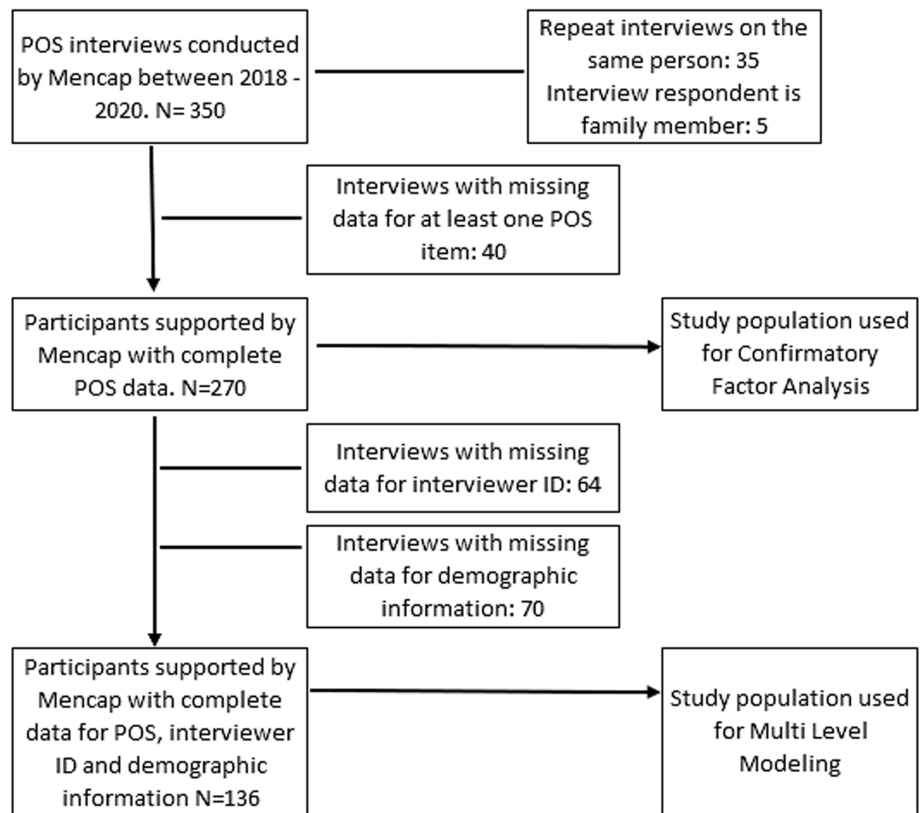 POS interviews conducted
by Mencap between 2018 -
2020. N= 350
Repeat interviews on the
same person: 35
Interview respondent is
family member: 5
Interviews with missing
data for at least one POS
item: 40
Participants supported by
Mencap with complete
POS data. N=270
Study population used
for Confirmatory
Factor Analysis
Interviews with missing
data for interviewer ID: 64
Interviews with missing
data for demographic
information: 70
Participants supported by
Mencap with complete
data for POS, interviewer
ID and demographic
information N=136
Study population used
for Multi Level
Modeling